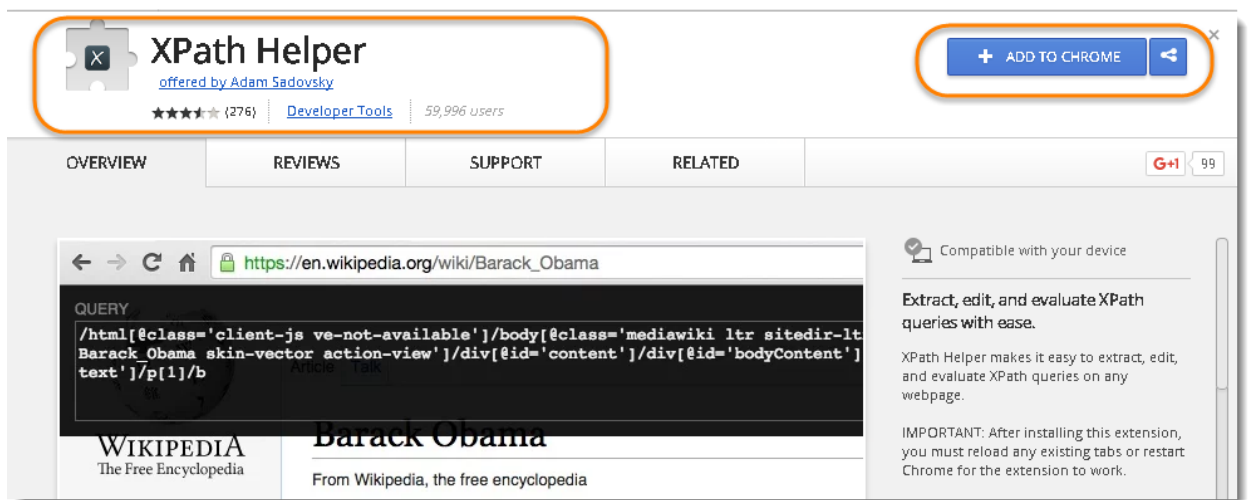 X
XPath Helper
offered by Adam Sadovsky
(276) Developer Tools 59,996 users
+ ADD TO CHROME
×
OVERVIEW REVIEWS SUPPORT RELATED
G+1 99
https://en.wikipedia.org/wiki/Barack_Obama
QUERY
/html[@class='client-js ve-not-available']/body[@class='mediawiki ltr sitedir-lt
Barack_Obama skin-vector action-view']/div[@id='content']/div[@id='bodyContent']
text']/p[1]/b
Article Talk
Barack Obama
WIKIPEDIA
The Free Encyclopedia
From Wikipedia, the free encyclopedia
Compatible with your device
Extract, edit, and evaluate XPath
queries with ease.
XPath Helper makes it easy to extract, edit,
and evaluate XPath queries on any
webpage.
IMPORTANT: After installing this extension,
you must reload any existing tabs or restart
Chrome for the extension to work.